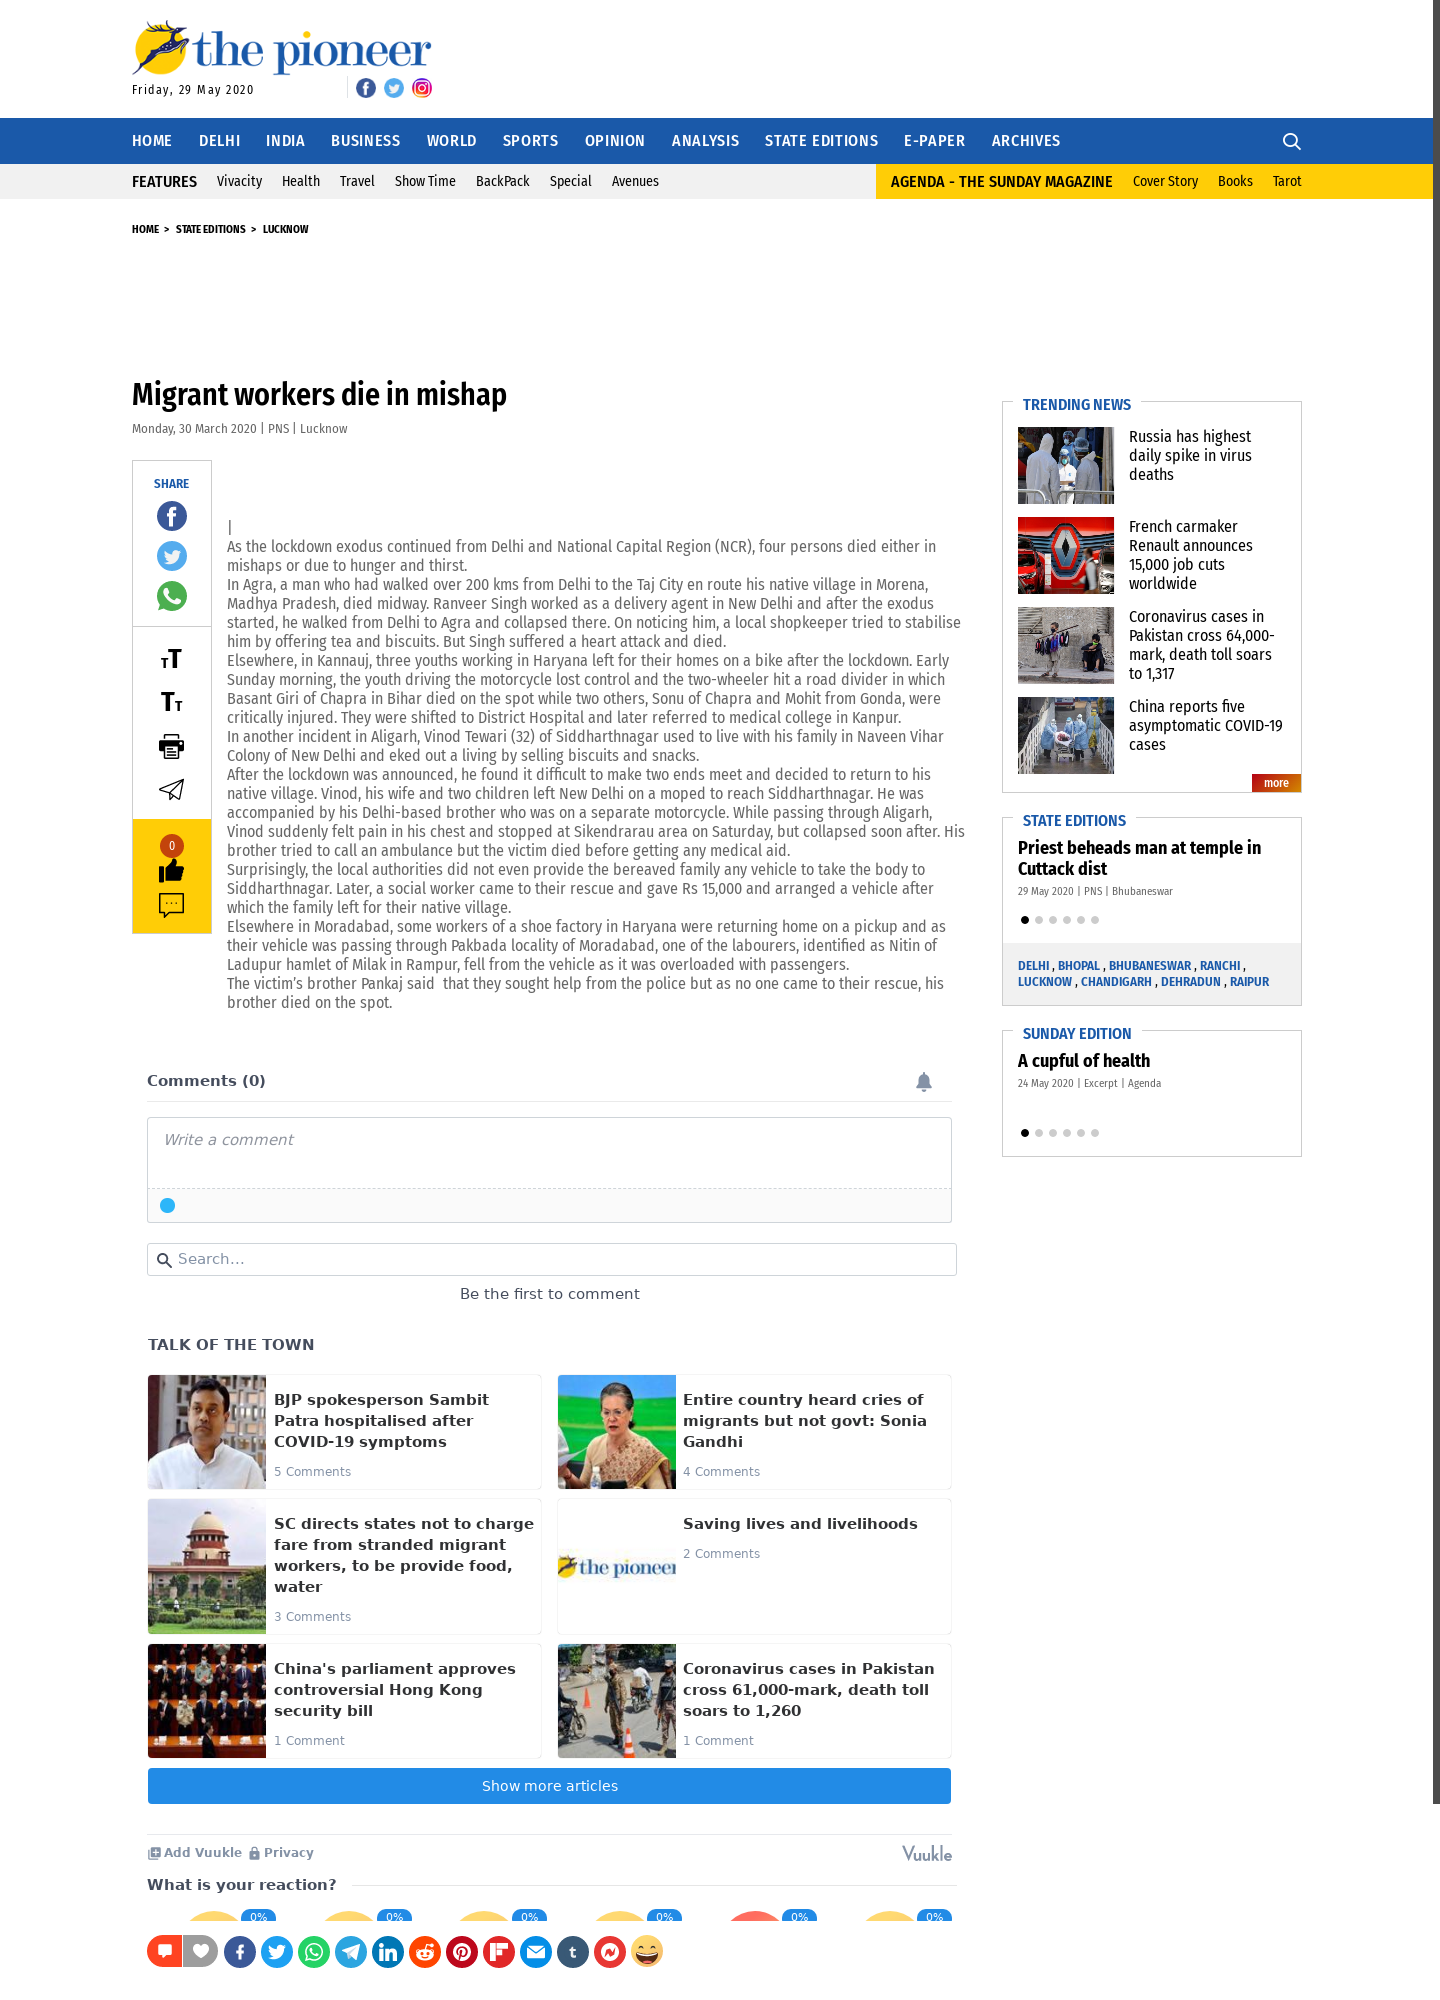 the pioneer
Friday, 29 May 2020
HOME DELHI INDIA BUSINESS WORLD SPORTS OPINION ANALYSIS STATE EDITIONS E-PAPER ARCHIVES
FEATURES Vivacity Health Travel Show Time BackPack Special Avenues
AGENDA - THE SUNDAY MAGAZINE Cover Story Books Tarot
HOME > STATE EDITIONS > LUCKNOW
Migrant workers die in mishap
Monday, 30 March 2020 | PNS | Lucknow
SHARE
TT
TT
0
|
As the lockdown exodus continued from Delhi and National Capital Region (NCR), four persons died either in
mishaps or due to hunger and thirst.
In Agra, a man who had walked over 200 kms from Delhi to the Taj City en route his native village in Morena,
Madhya Pradesh, died midway. Ranveer Singh worked as a delivery agent in New Delhi and after the exodus
started, he walked from Delhi to Agra and collapsed there. On noticing him, a local shopkeeper tried to stabilise
him by offering tea and biscuits. But Singh suffered a heart attack and died.
Elsewhere, in Kannauj, three youths working in Haryana left for their homes on a bike after the lockdown. Early
Sunday morning, the youth driving the motorcycle lost control and the two-wheeler hit a road divider in which
Basant Giri of Chapra in Bihar died on the spot while two others, Sonu of Chapra and Mohit from Gonda, were
critically injured. They were shifted to District Hospital and later referred to medical college in Kanpur.
In another incident in Aligarh, Vinod Tewari (32) of Siddharthnagar used to live with his family in Naveen Vihar
Colony of New Delhi and eked out a living by selling biscuits and snacks.
After the lockdown was announced, he found it difficult to make two ends meet and decided to return to his
native village. Vinod, his wife and two children left New Delhi on a moped to reach Siddharthnagar. He was
accompanied by his Delhi-based brother who was on a separate motorcycle. While passing through Aligarh,
Vinod suddenly felt pain in his chest and stopped at Sikendrarau area on Saturday, but collapsed soon after. His
brother tried to call an ambulance but the victim died before getting any medical aid.
Surprisingly, the local authorities did not even provide the bereaved family any vehicle to take the body to
Siddharthnagar. Later, a social worker came to their rescue and gave Rs 15,000 and arranged a vehicle after
which the family left for their native village.
Elsewhere in Moradabad, some workers of a shoe factory in Haryana were returning home on a pickup and as
their vehicle was passing through Pakbada locality of Moradabad, one of the labourers, identified as Nitin of
Ladupur hamlet of Milak in Rampur, fell from the vehicle as it was overloaded with passengers.
The victim's brother Pankaj said  that they sought help from the police but as no one came to their rescue, his
brother died on the spot.
TRENDING NEWS
Russia has highest
daily spike in virus
deaths
French carmaker
Renault announces
15,000 job cuts
worldwide
Coronavirus cases in
Pakistan cross 64,000-
mark, death toll soars
to 1,317
China reports five
asymptomatic COVID-19
cases
more
STATE EDITIONS
Priest beheads man at temple in
Cuttack dist
29 May 2020 | PNS | Bhubaneswar
DELHI , BHOPAL , BHUBANESWAR , RANCHI ,
LUCKNOW , CHANDIGARH , DEHRADUN , RAIPUR
SUNDAY EDITION
A cupful of health
24 May 2020 | Excerpt | Agenda
Comments (0)
Write a comment
Search...
Be the first to comment
TALK OF THE TOWN
BJP spokesperson Sambit
Patra hospitalised after
COVID-19 symptoms
5 Comments
Entire country heard cries of
migrants but not govt: Sonia
Gandhi
4 Comments
SC directs states not to charge
fare from stranded migrant
workers, to be provide food,
water
3 Comments
the pioneer
Saving lives and livelihoods
2 Comments
China's parliament approves
controversial Hong Kong
security bill
1 Comment
Coronavirus cases in Pakistan
cross 61,000-mark, death toll
soars to 1,260
1 Comment
Show more articles
Add Vuukle Privacy
Vuukle
What is your reaction?
0% 0% 0% 0% 0% 0%